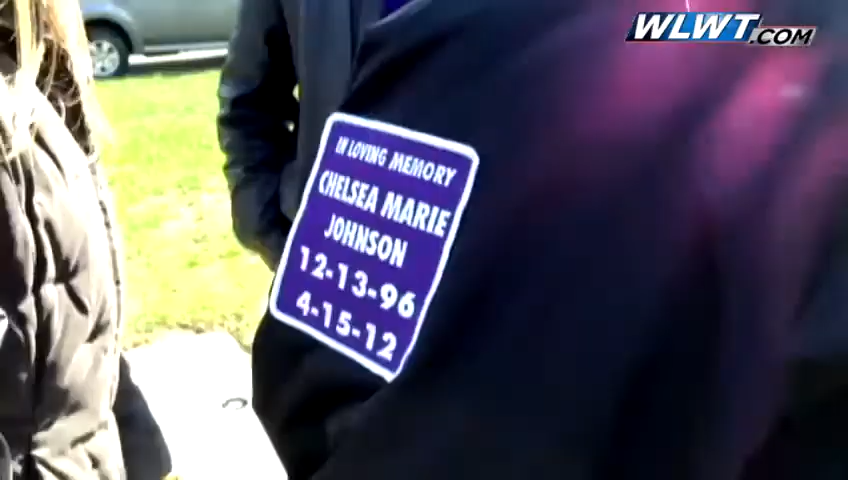 WLWT.COM
IN LOVING MEMORY
CHELSEA MARIE
JOHNSON
12-13-96
4-15-12